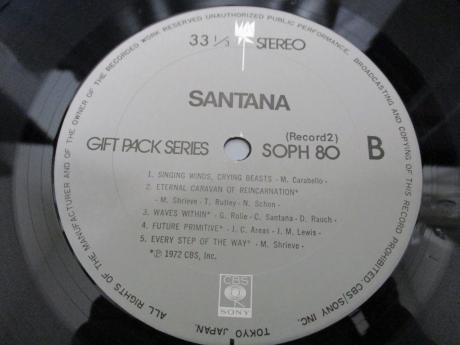 ALL RIGHTS OF THE MANUFACTURER AND OF THE OWNER OF THE RECORDED WORK RESERVED UNAUTHORIZED PUBLIC PERFORMANCE, BROADCASTING AND COPYING OF THIS RECORD PROHIBITED CBS/SONY INC. TOKYO JAPAN.
33 1/3 STEREO
SANTANA
GIFT PACK SERIES
(Record2)
SOPH 80
B
1. SINGING WINDS, CRYING BEASTS - M. Carabello-
2. ETERNAL CARAVAN OF REINCARNATION*
- M. Shrieve - T. Rutley - N. Schon -
3. WAVES WITHIN* - G. Rolie - C. Santana - D. Rauch -
4. FUTURE PRIMITIVE* - J. C. Areas - J. M. Lewis -
5. EVERY STEP OF THE WAY* - M. Shrieve -
*Ⓟ 1972 CBS, Inc.
CBS
SONY